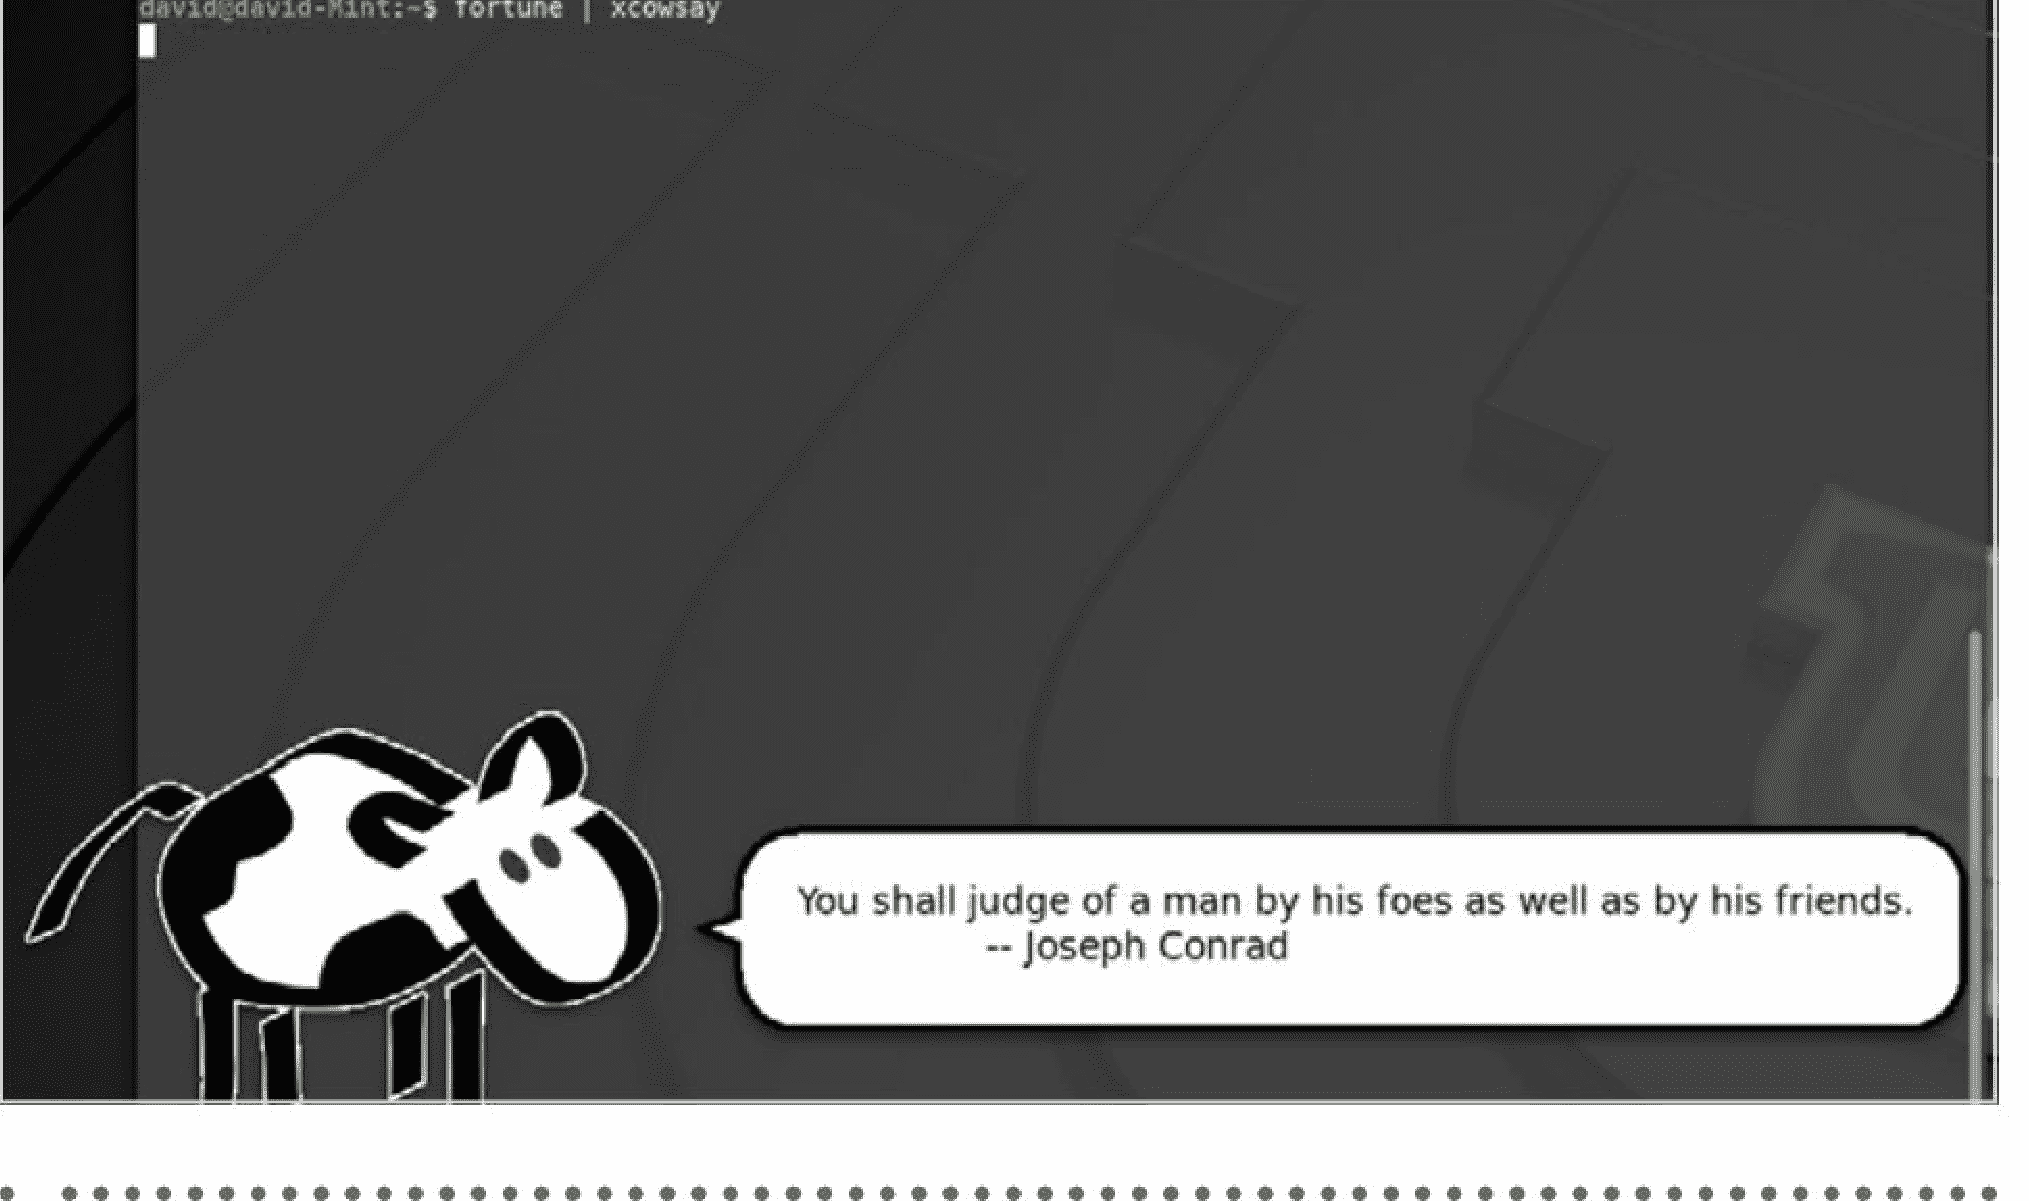 david@david-Mint:~$ fortune | xcowsay
You shall judge of a man by his foes as well as by his friends.
-- Joseph Conrad